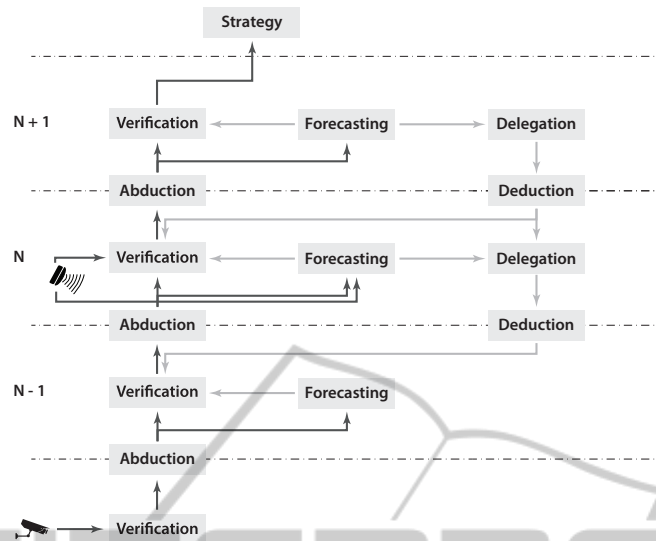 Strategy
N + 1
Verification
Forecasting
Delegation
Abduction
Deduction
N
Verification
Forecasting
Delegation
Abduction
Deduction
N - 1
Verification
Forecasting
Abduction
Verification